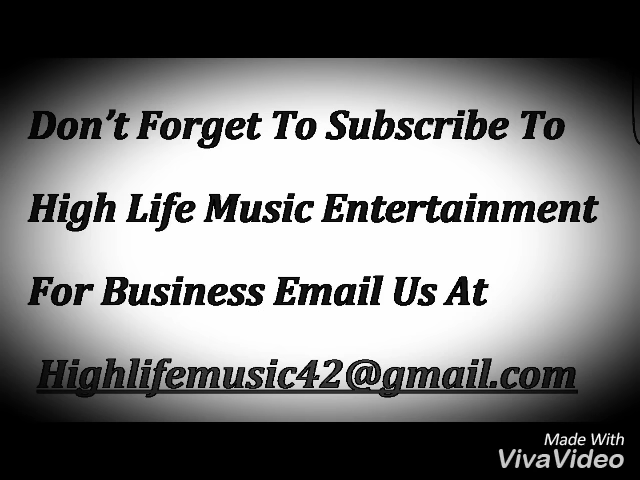 Don't Forget To Subscribe To
High Life Music Entertainment
For Business Email Us At
Highlifemusic42@gmail.com
Made With
VivaVideo